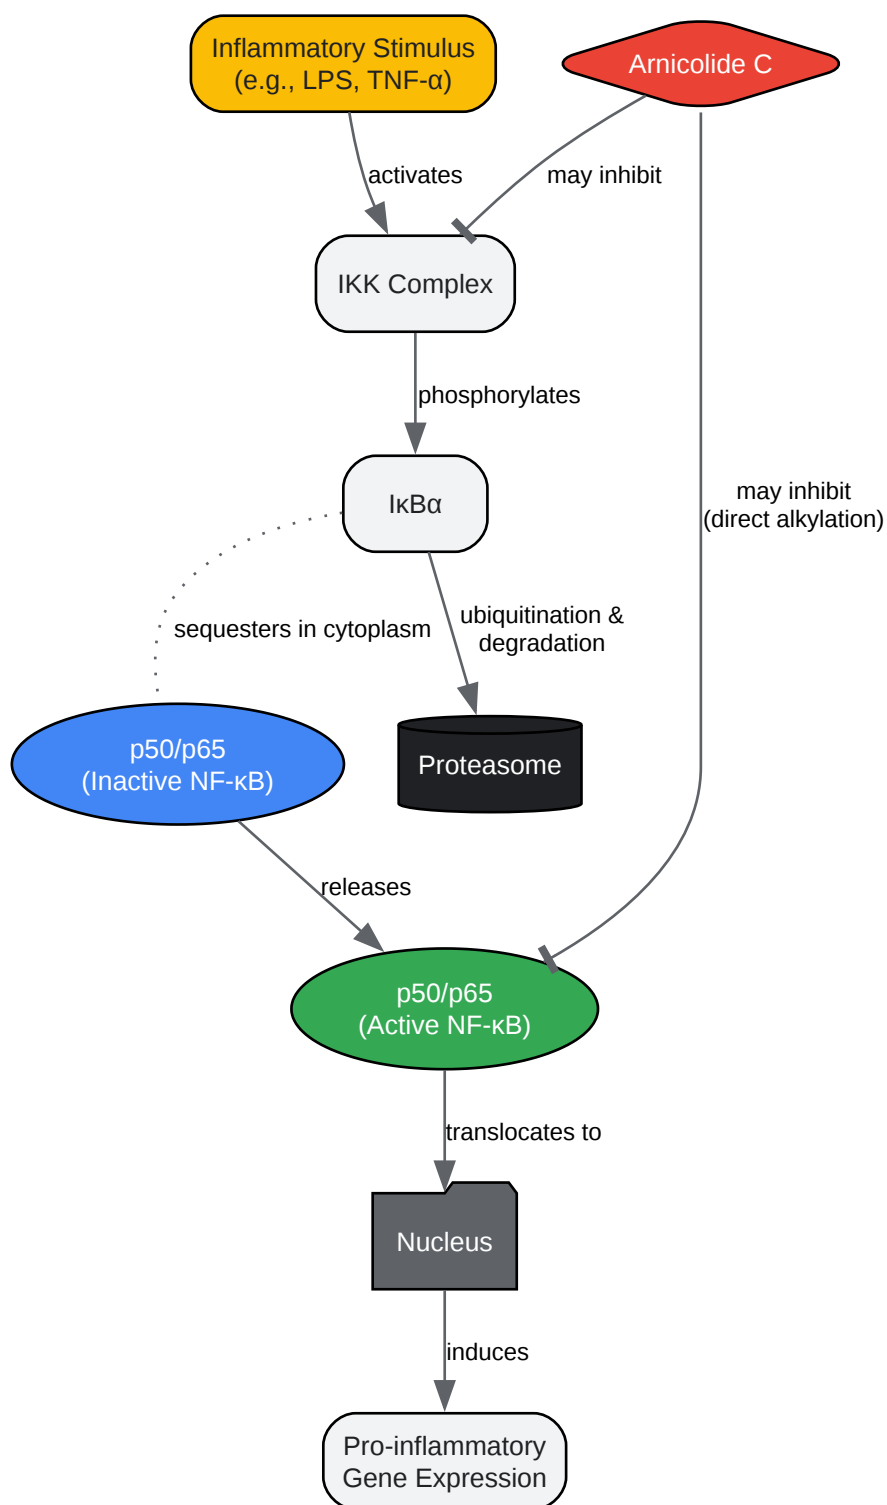 Inflammatory Stimulus
(e.g., LPS, TNF-α)
Arnicolide C
activates
may inhibit
IKK Complex
phosphorylates
IκBα
may inhibit
(direct alkylation)
sequesters in cytoplasm
ubiquitination &
degradation
p50/p65
(Inactive NF-κB)
Proteasome
releases
p50/p65
(Active NF-κB)
translocates to
Nucleus
induces
Pro-inflammatory
Gene Expression